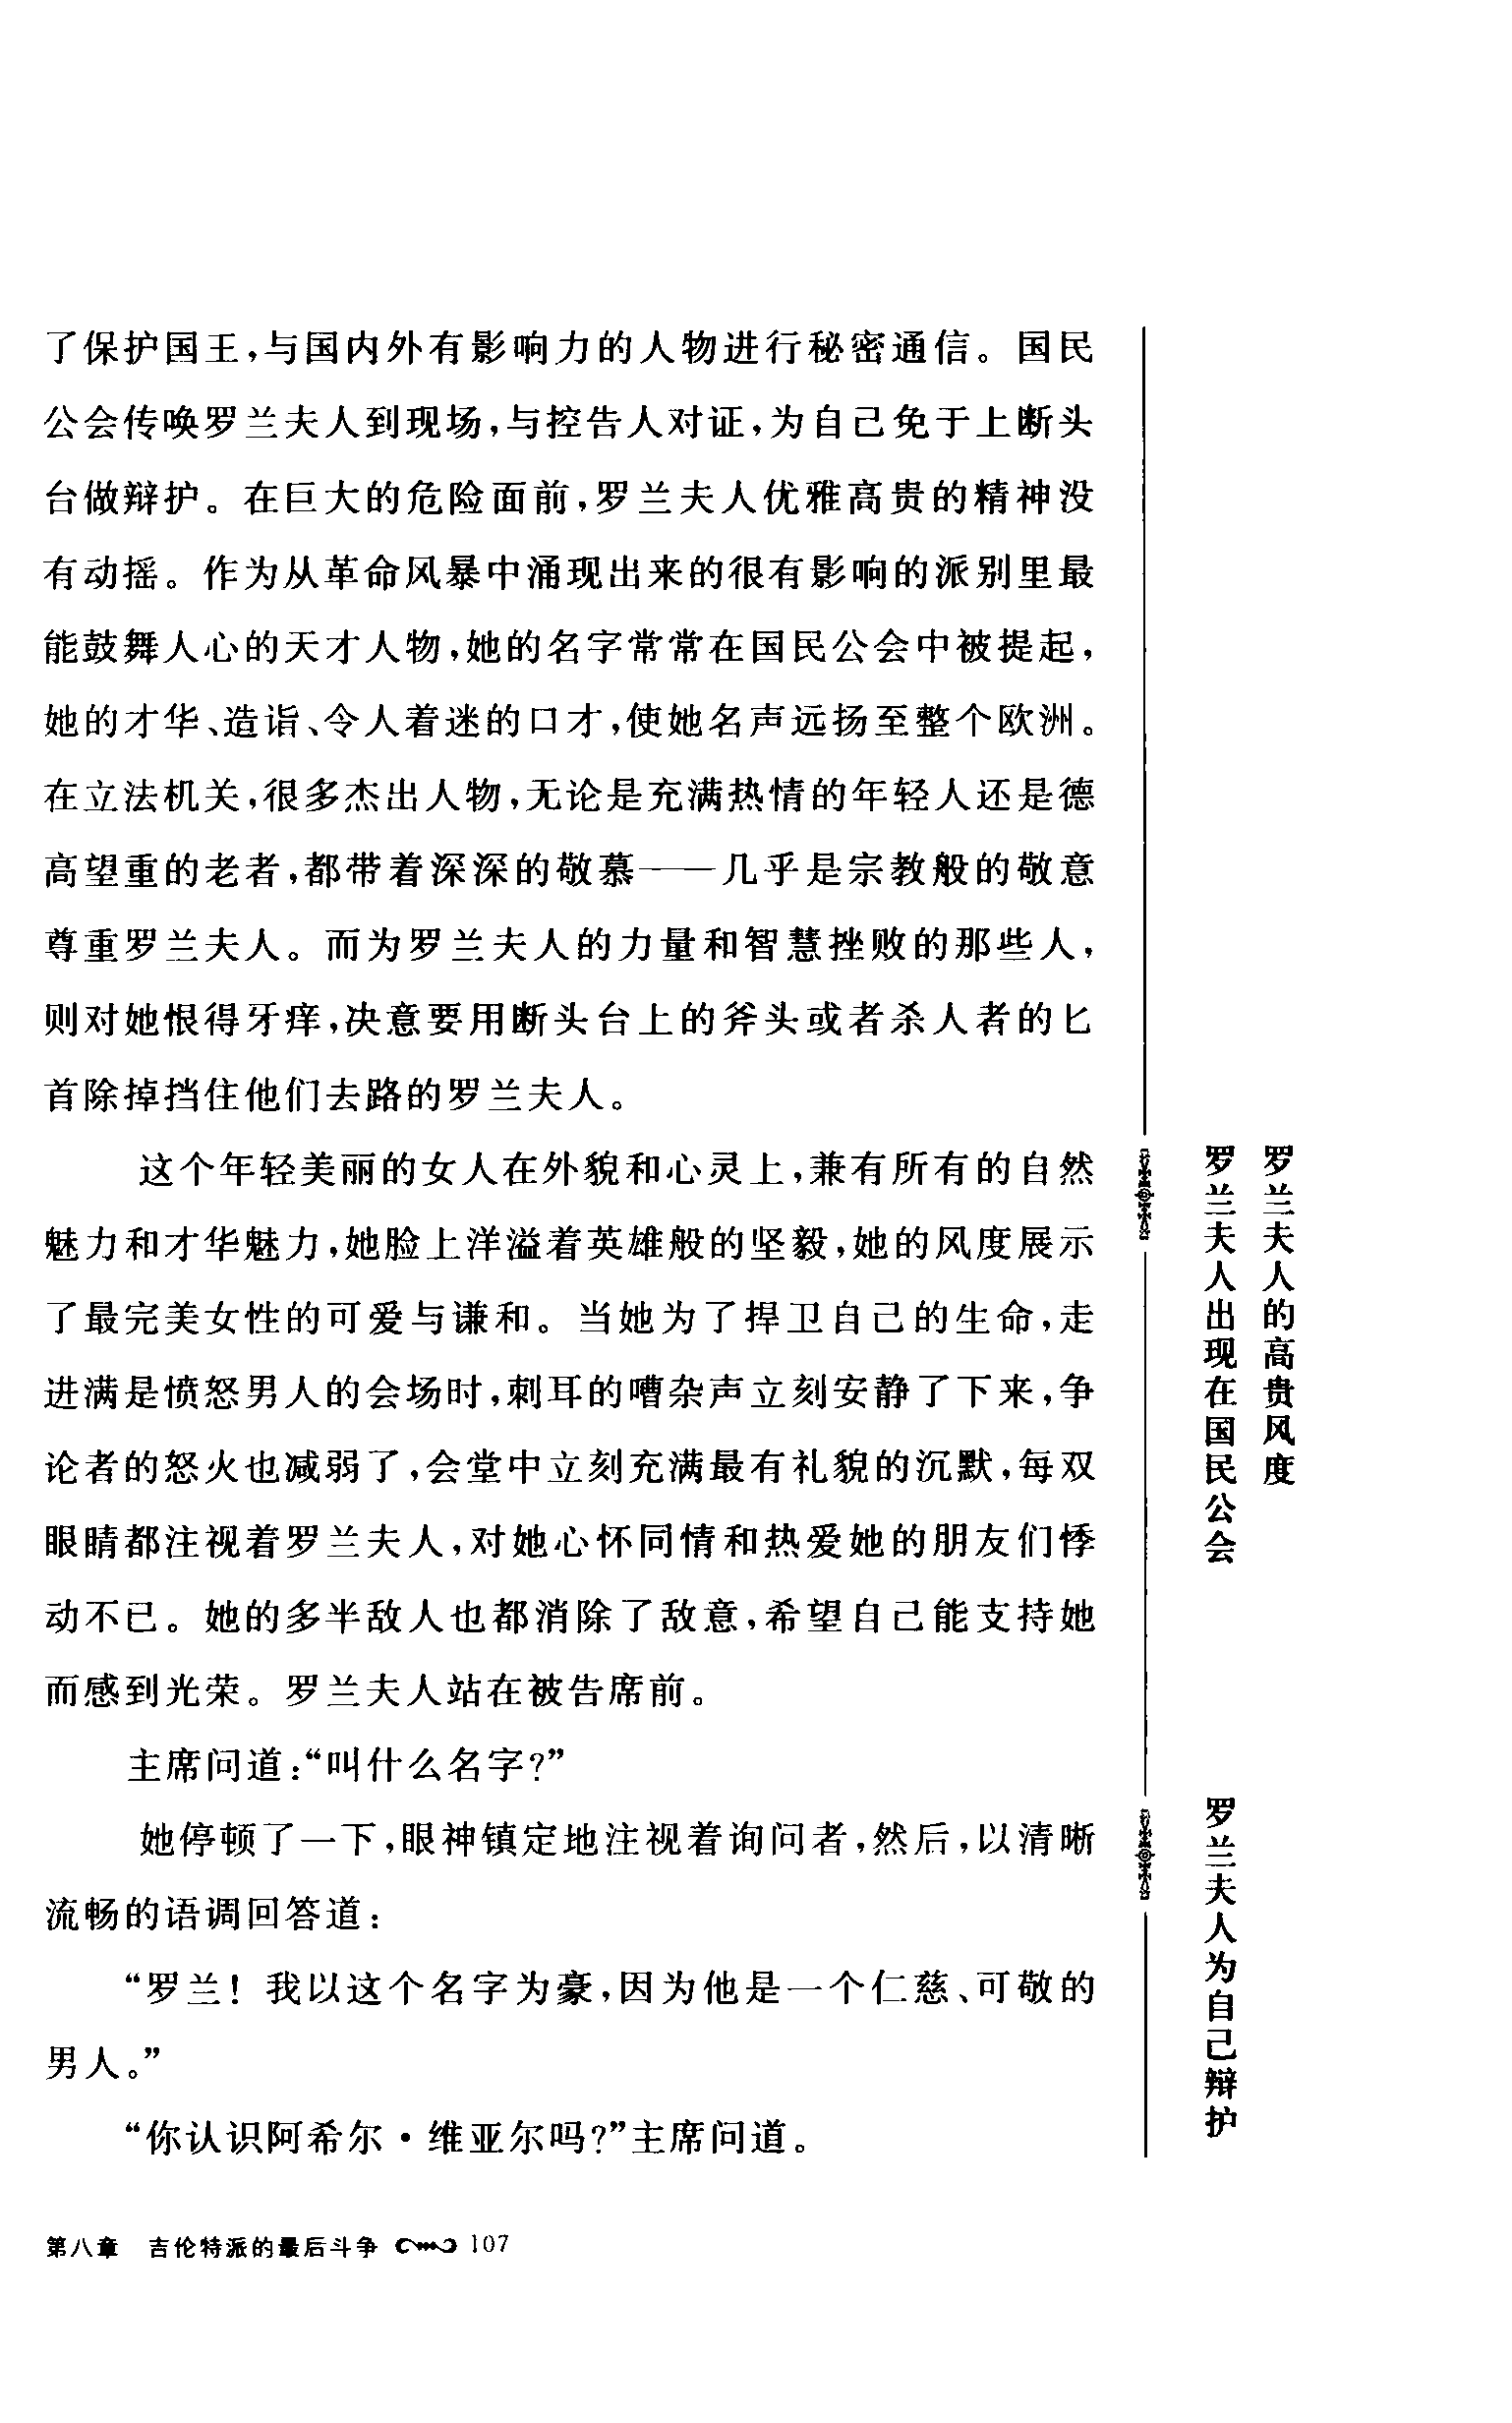 了保护国王,与国内外有影响力的人物进行秘密通信。国民
公会传唤罗兰夫人到现场,与控告人对证,为自己免于上断头
台做辩护。在巨大的危险面前,罗兰夫人优雅高贵的精神没
有动摇。作为从革命风暴中涌现出来的很有影响的派别里最
能鼓舞人心的天才人物,她的名字常常在国民公会中被提起,
她的才华、造诣、令人着迷的口才,使她名声远扬至整个欧洲。
在立法机关,很多杰出人物,无论是充满热情的年轻人还是德
高望重的老者,都带着深深的敬慕——几乎是宗教般的敬意
尊重罗兰夫人。而为罗兰夫人的力量和智慧挫败的那些人,
则对她恨得牙痒,决意要用断头台上的斧头或者杀人者的匕
首除掉挡住他们去路的罗兰夫人。
这个年轻美丽的女人在外貌和心灵上,兼有所有的自然
魅力和才华魅力,她脸上洋溢着英雄般的坚毅,她的风度展示
了最完美女性的可爱与谦和。当她为了捍卫自己的生命,走
进满是愤怒男人的会场时,刺耳的嘈杂声立刻安静了下来,争
论者的怒火也减弱了,会堂中立刻充满最有礼貌的沉默,每双
眼睛都注视着罗兰夫人,对她心怀同情和热爱她的朋友们悸
动不已。她的多半敌人也都消除了敌意,希望自己能支持她
而感到光荣。罗兰夫人站在被告席前。
主席问道:“叫什么名字?”
她停顿了一下,眼神镇定地注视着询问者,然后,以清晰
流畅的语调回答道:
“罗兰! 我以这个名字为豪,因为他是一个仁慈、可敬的
男人。”
“你认识阿希尔·维亚尔吗?”主席问道。
罗兰夫人的高贵风度
罗兰夫人出现在国民公会
罗兰夫人为自己辩护
第八章 吉伦特派的最后斗争 107